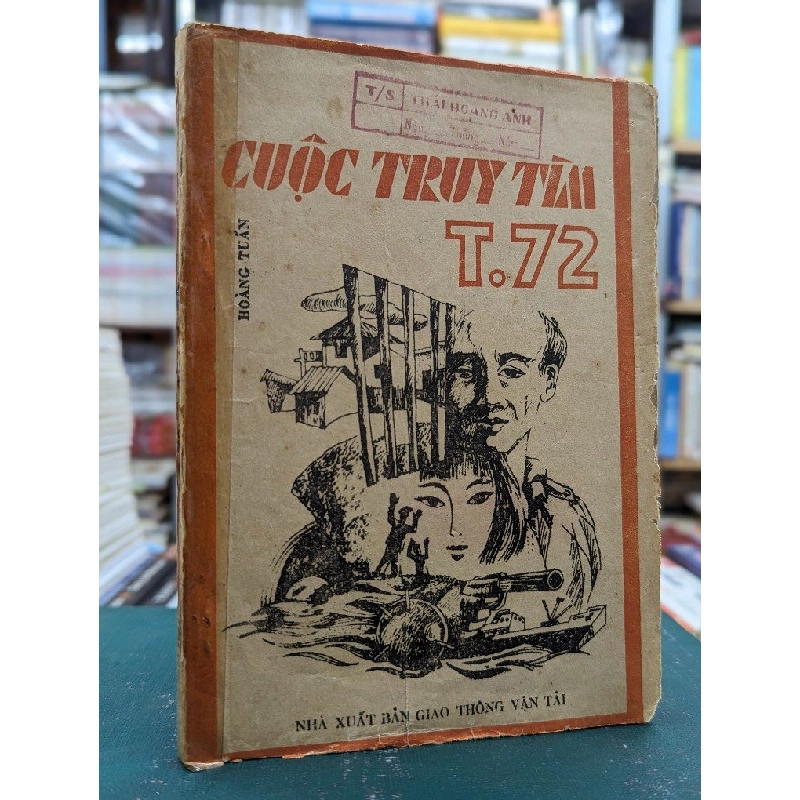 T/S THÁI HOÀNG ANH
CUỘC TRUY TÌM
T.72
HOÀNG TUẤN
NHÀ XUẤT BẢN GIAO THÔNG VẬN TẢI